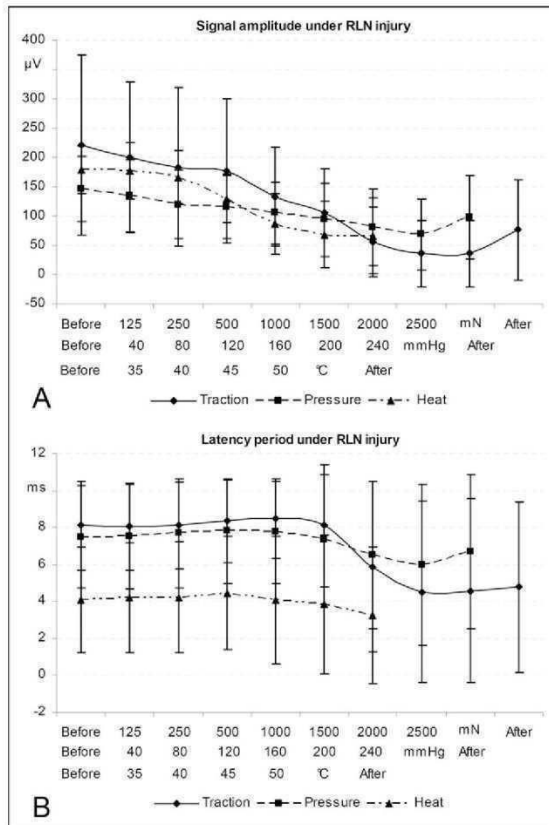 Signal amplitude under RLN injury
400
µV
300
250
200
150
100
50
0
-50
Before 125 250 500 1000 1500 2000 2500 mN After
Before 40 80 120 160 200 240 mmHg After
Before 35 40 45 50 °C After
A
Traction Pressure Heat
Latency period under RLN injury
12
ms
8
6
4
2
0
-2
Before 125 250 500 1000 1500 2000 2500 mN After
Before 40 80 120 160 200 240 mmHg After
Before 35 40 45 50 °C After
B
Traction Pressure Heat